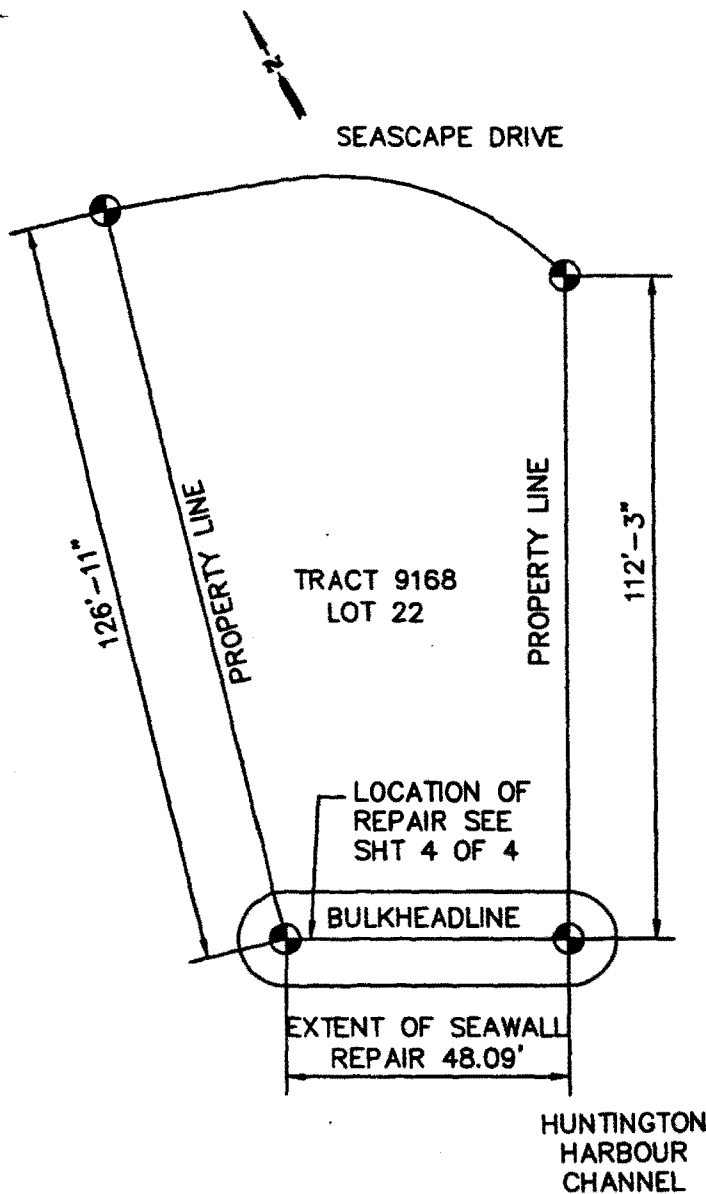 N
SEASCAPE DRIVE
126'-11"
PROPERTY LINE
TRACT 9168
LOT 22
PROPERTY LINE
112'-3"
LOCATION OF
REPAIR SEE
SHT 4 OF 4
BULKHEADLINE
EXTENT OF SEAWALL
REPAIR 48.09'
HUNTINGTON
HARBOUR
CHANNEL